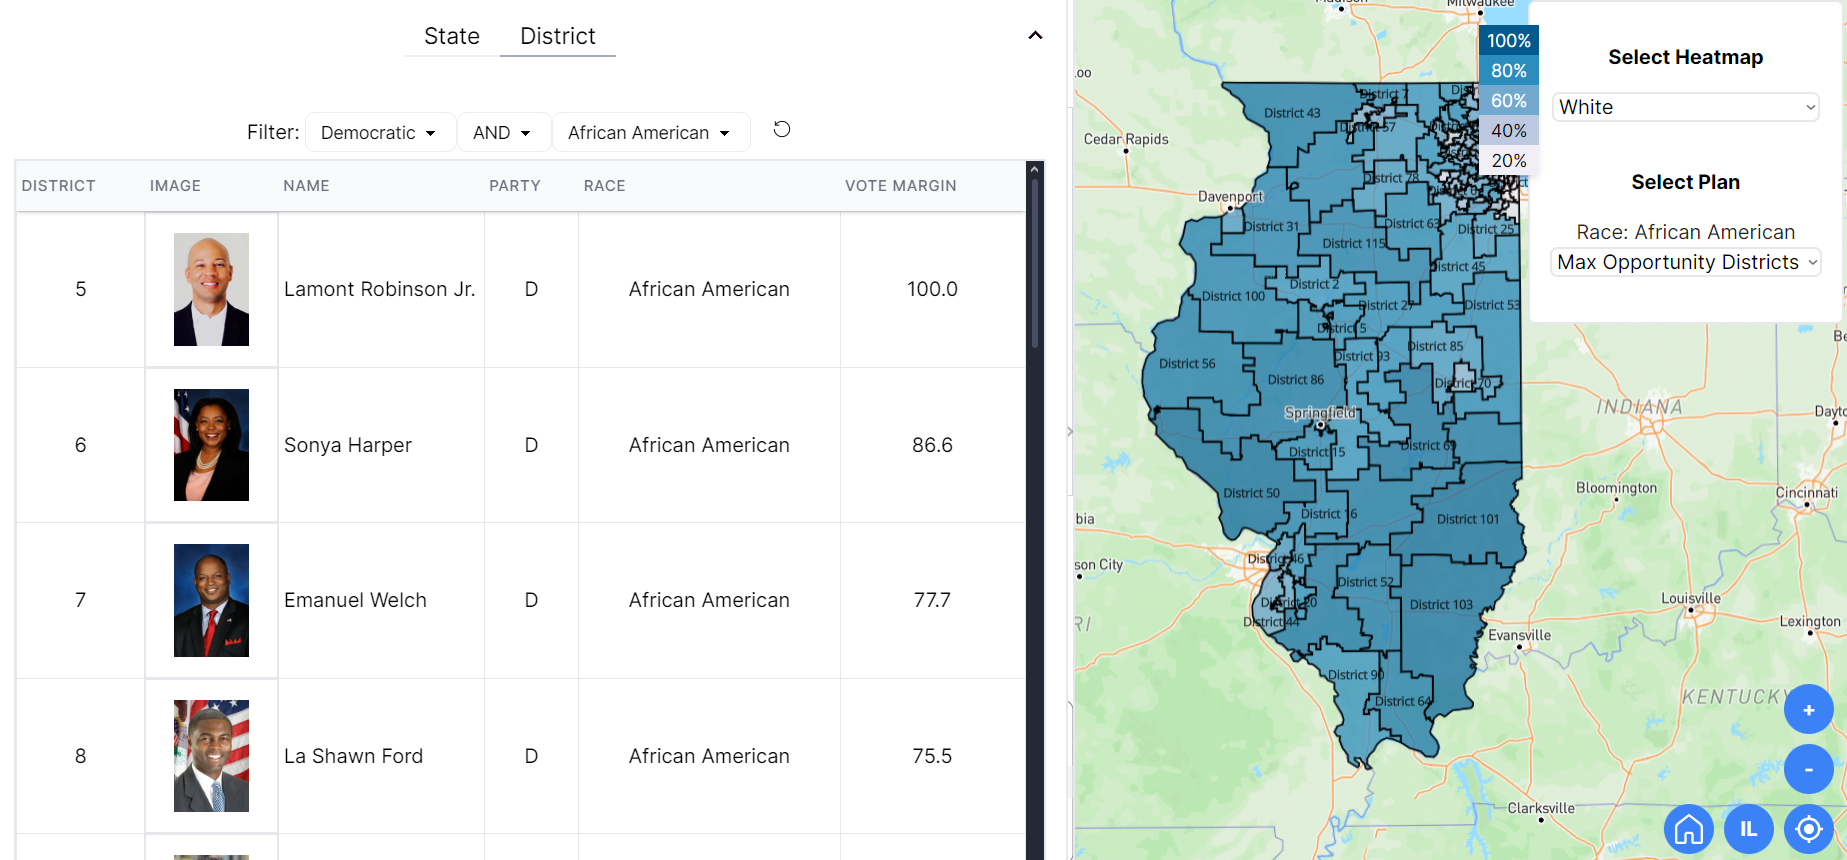 State District
Filter: Democratic AND African American
DISTRICT IMAGE NAME PARTY RACE VOTE MARGIN
5 Lamont Robinson Jr. D African American 100.0
6 Sonya Harper D African American 86.6
7 Emanuel Welch D African American 77.7
8 La Shawn Ford D African American 75.5
Madison
Milwaukee
100%
80%
60%
40%
20%
Select Heatmap
White
Select Plan
Race: African American
Max Opportunity Districts
.oo
Cedar Rapids
Davenport
District 43
District 7
District 57
District 78
District 31
District 63
District 25
District 115
District 45
District 2
District 100
District 27
District 53
District 5
District 85
District 93
District 56
District 86
District 70
Springfield
District 69
District 15
District 50
District 16
District 101
District 46
District 52
District 20
District 103
District 44
District 90
District 64
INDIANA
Dayto
Bloomington
Cincinnati
bia
son City
RI
Louisville
Lexington
Evansville
KENTUCKY
Clarksville
Be
+
-
IL